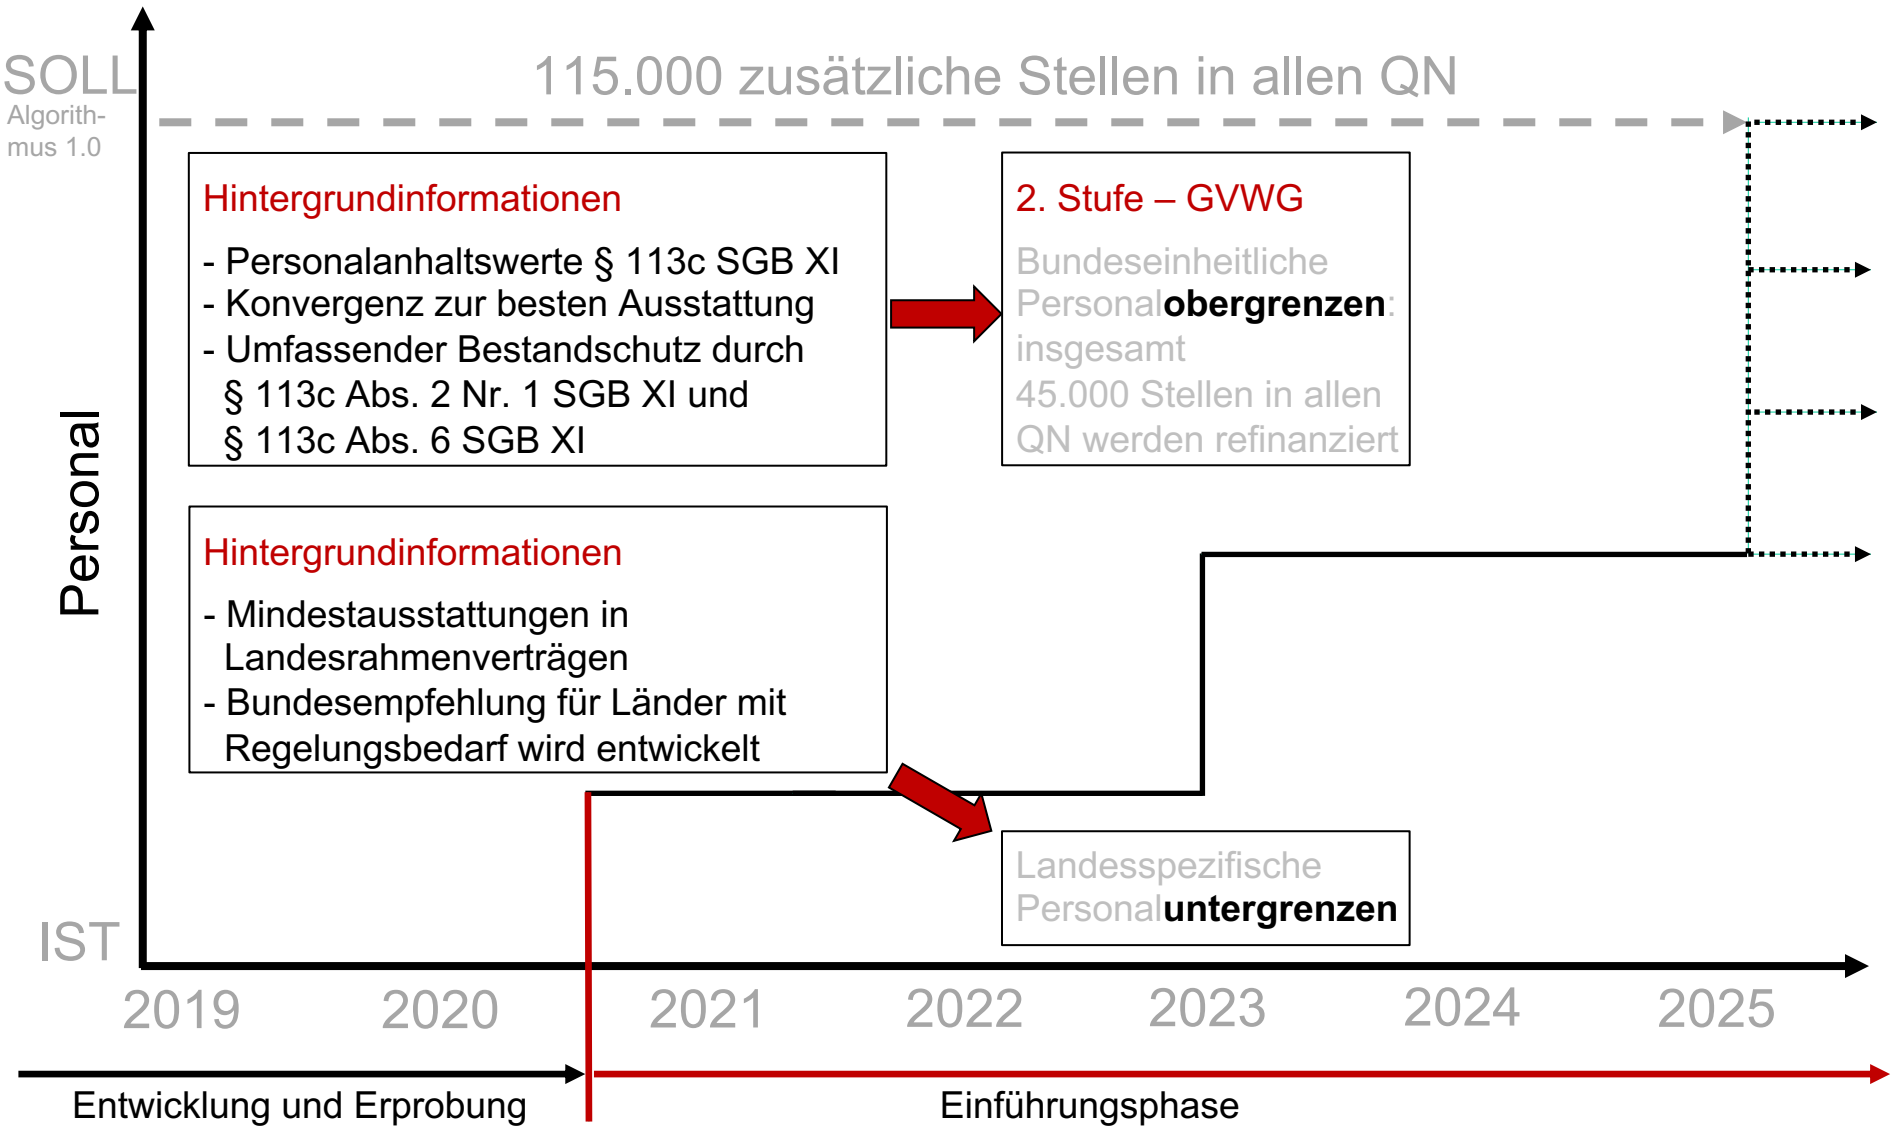 SOLL
Algorith-
mus 1.0
115.000 zusätzliche Stellen in allen QN
Hintergrundinformationen
- Personalanhaltswerte § 113c SGB XI
- Konvergenz zur besten Ausstattung
- Umfassender Bestandschutz durch
§ 113c Abs. 2 Nr. 1 SGB XI und
§ 113c Abs. 6 SGB XI
2. Stufe – GVWG
Bundeseinheitliche
Personalobergrenzen:
insgesamt
45.000 Stellen in allen
QN werden refinanziert
Personal
Hintergrundinformationen
- Mindestausstattungen in
Landesrahmenverträgen
- Bundesempfehlung für Länder mit
Regelungsbedarf wird entwickelt
Landesspezifische
Personaluntergrenzen
IST
2019 2020 2021 2022 2023 2024 2025
Entwicklung und Erprobung Einführungsphase